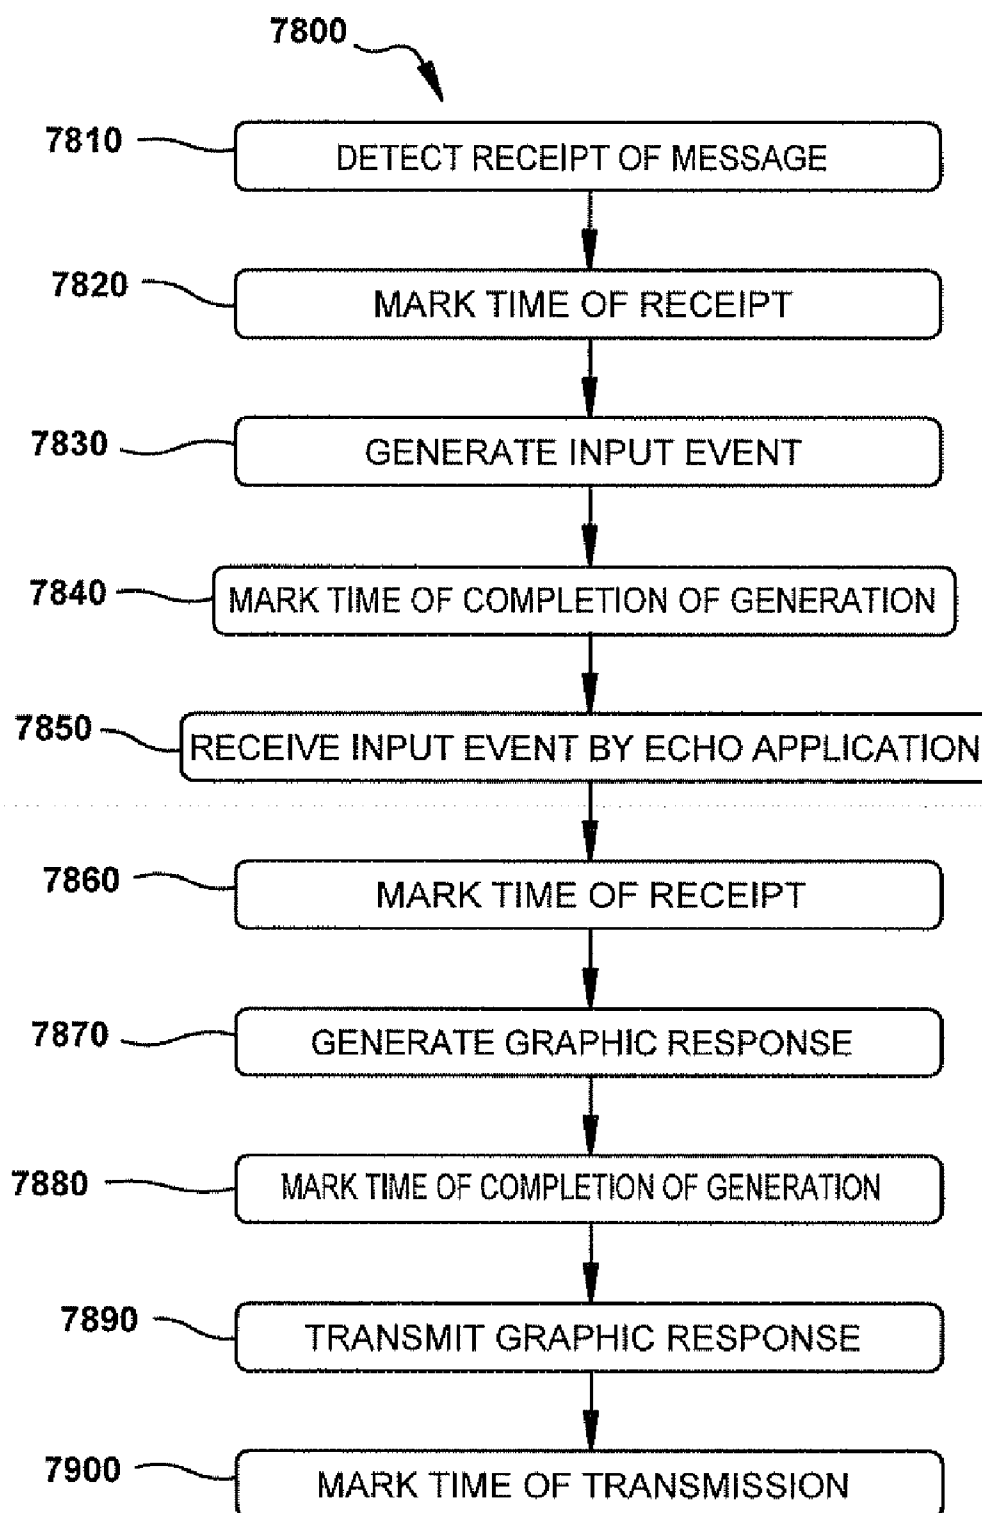 7800
7810
DETECT RECEIPT OF MESSAGE
7820
MARK TIME OF RECEIPT
7830
GENERATE INPUT EVENT
7840
MARK TIME OF COMPLETION OF GENERATION
7850
RECEIVE INPUT EVENT BY ECHO APPLICATION
7860
MARK TIME OF RECEIPT
7870
GENERATE GRAPHIC RESPONSE
7880
MARK TIME OF COMPLETION OF GENERATION
7890
TRANSMIT GRAPHIC RESPONSE
7900
MARK TIME OF TRANSMISSION